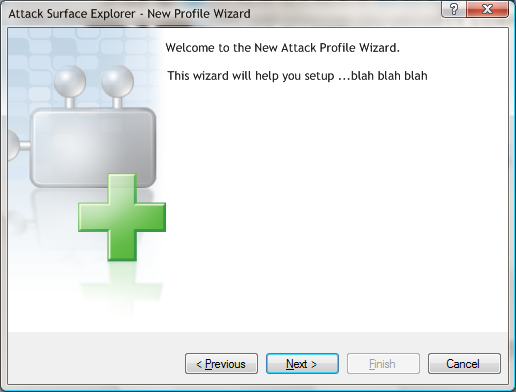 Attack Surface Explorer - New Profile Wizard
Welcome to the New Attack Profile Wizard.
This wizard will help you setup ...blah blah blah
< Previous
Next >
Finish
Cancel